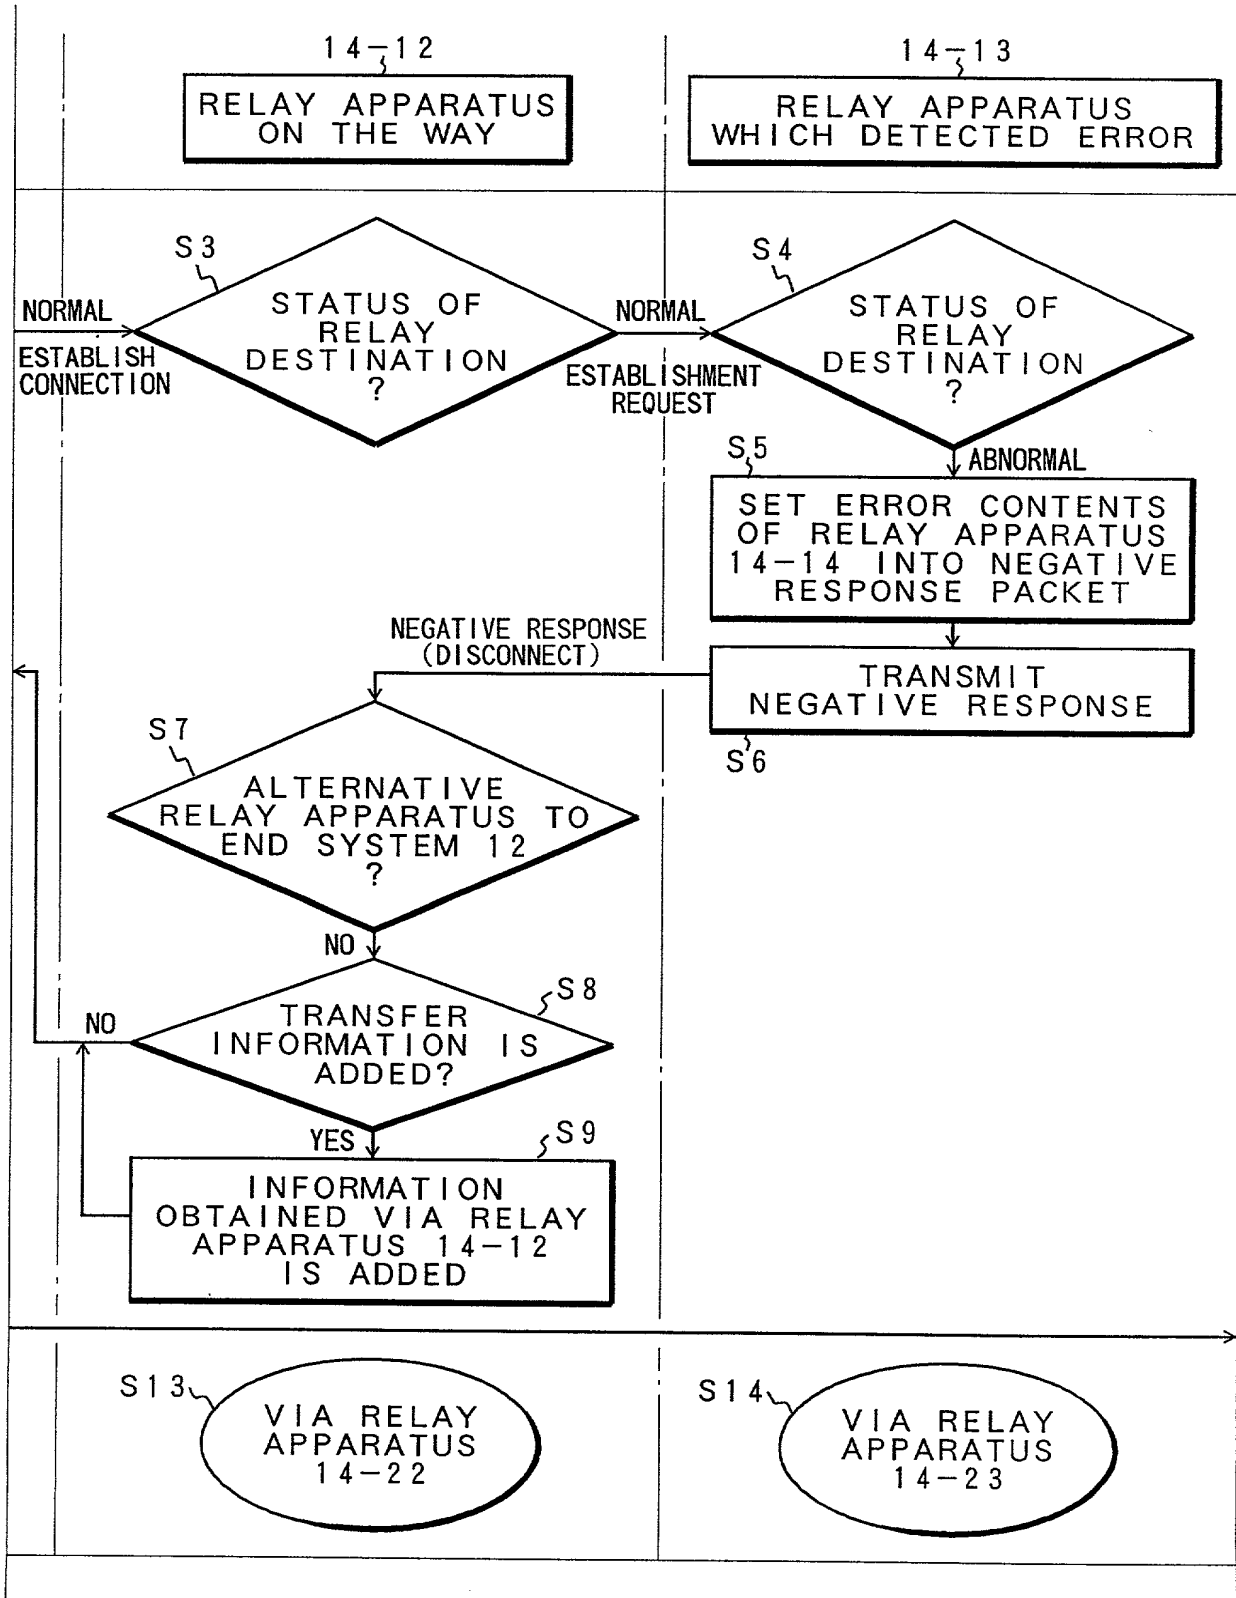 14-12
RELAY APPARATUS
ON THE WAY
14-13
RELAY APPARATUS
WHICH DETECTED ERROR
S3
STATUS OF
RELAY
DESTINATION
?
NORMAL
ESTABLISH
CONNECTION
NORMAL
ESTABLISHMENT
REQUEST
S4
STATUS OF
RELAY
DESTINATION
?
ABNORMAL
S5
SET ERROR CONTENTS
OF RELAY APPARATUS
14-14 INTO NEGATIVE
RESPONSE PACKET
TRANSMIT
NEGATIVE RESPONSE
S6
NEGATIVE RESPONSE
(DISCONNECT)
S7
ALTERNATIVE
RELAY APPARATUS TO
END SYSTEM 12
?
NO
S8
TRANSFER
INFORMATION IS
ADDED?
NO
YES
S9
INFORMATION
OBTAINED VIA RELAY
APPARATUS 14-12
IS ADDED
S13
VIA RELAY
APPARATUS
14-22
S14
VIA RELAY
APPARATUS
14-23